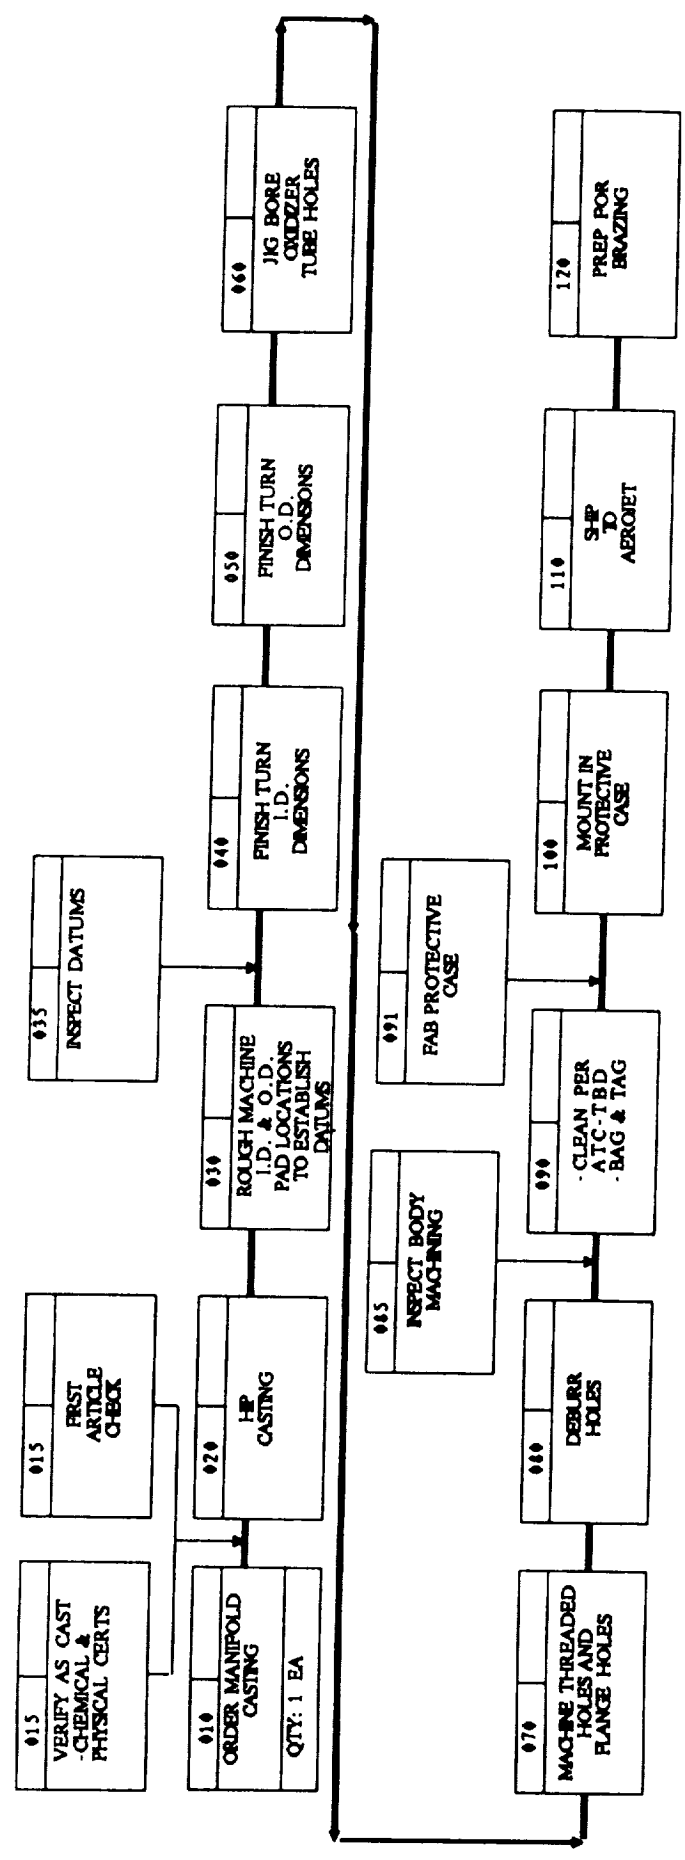 015
VERIFY AS CAST
- CHEMICAL &
PHYSICAL CERTS
015
FIRST
ARTICLE
CHECK
035
INSPECT DATUMS
010
ORDER MANIFOLD
CASTING
QTY: 1 EA
020
HIP
CASTING
030
ROUGH MACHINE
I.D. & O.D.
PAD LOCATIONS
TO ESTABLISH
DATUMS
040
FINISH TURN
I.D.
DIMENSIONS
050
FINISH TURN
O.D.
DIMENSIONS
060
JIG BORE
OXIDIZER
TUBE HOLES
085
INSPECT BODY
MACHINING
091
FAB PROTECTIVE
CASE
070
MACHINE THREADED
HOLES AND
FLANGE HOLES
080
DEBURR
HOLES
090
- CLEAN PER
ATC-TBD
- BAG & TAG
100
MOUNT IN
PROTECTIVE
CASE
110
SHIP
TO
AEROJET
120
PREP FOR
BRAZING